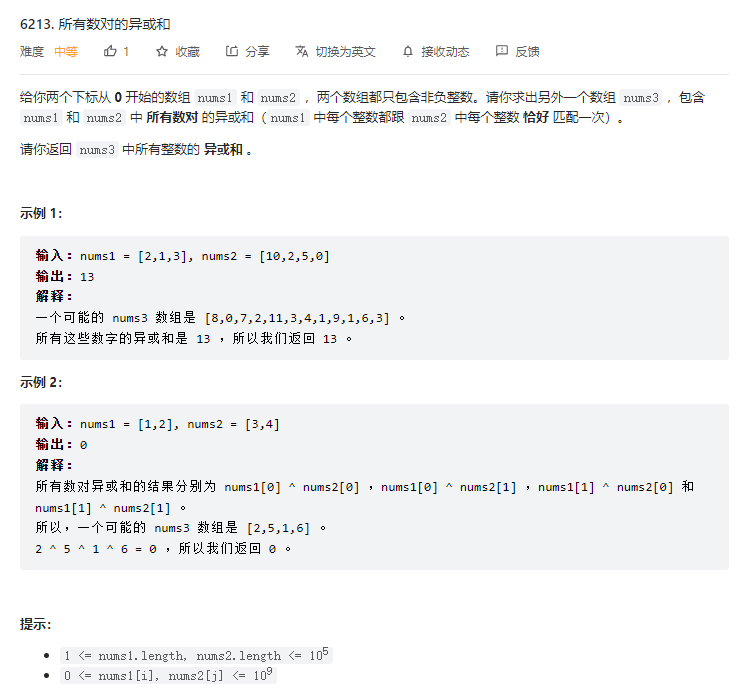 6213. 所有数对的异或和
难度 中等 1 收藏 分享 切换为英文 接收动态 反馈
给你两个下标从 0 开始的数组 nums1 和 nums2 ，两个数组都只包含非负整数。请你求出另外一个数组 nums3 ，包含
nums1 和 nums2 中 所有数对 的异或和（nums1 中每个整数都跟 nums2 中每个整数 恰好 匹配一次）。
请你返回 nums3 中所有整数的 异或和 。
示例 1：
输入：nums1 = [2,1,3], nums2 = [10,2,5,0]
输出：13
解释：
一个可能的 nums3 数组是 [8,0,7,2,11,3,4,1,9,1,6,3] 。
所有这些数字的异或和是 13 ，所以我们返回 13 。
示例 2：
输入：nums1 = [1,2], nums2 = [3,4]
输出：0
解释：
所有数对异或和的结果分别为 nums1[0] ^ nums2[0] ，nums1[0] ^ nums2[1] ，nums1[1] ^ nums2[0] 和
nums1[1] ^ nums2[1] 。
所以，一个可能的 nums3 数组是 [2,5,1,6] 。
2 ^ 5 ^ 1 ^ 6 = 0 ，所以我们返回 0 。
提示：
1 <= nums1.length, nums2.length <= 10⁵
0 <= nums1[i], nums2[j] <= 10⁹